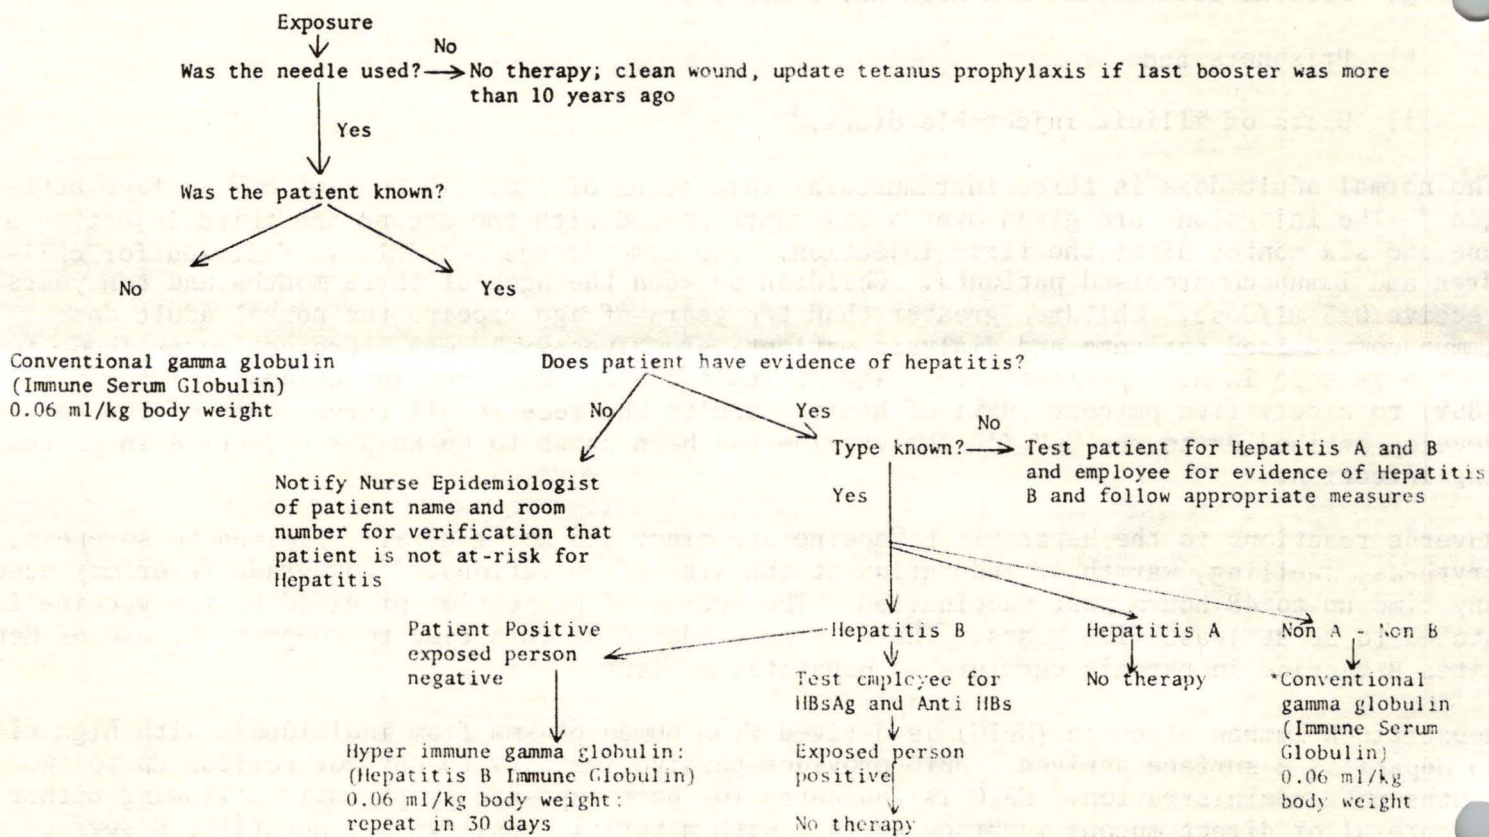 Exposure
No
Was the needle used? No therapy; clean wound, update tetanus prophylaxis if last booster was more
than 10 years ago
Yes
Was the patient known?
No
Yes
Conventional gamma globulin
(Immune Serum Globulin)
0.06 ml/kg body weight
Does patient have evidence of hepatitis?
No
Yes
Notify Nurse Epidemiologist
of patient name and room
number for verification that
patient is not at-risk for
Hepatitis
Type known?
No
Test patient for Hepatitis A and B
and employee for evidence of Hepatitis
B and follow appropriate measures
Yes
Patient Positive
exposed person
negative
Hyper immune gamma globulin:
(Hepatitis B Immune Globulin)
0.06 ml/kg body weight:
repeat in 30 days
Hepatitis B
Test employee for
HBsAg and Anti HBs
Exposed person
positive
No therapy
Hepatitis A
No therapy
Non A, Non B
*Conventional
gamma globulin
(Immune Serum
Globulin)
0.06 ml/kg
body weight